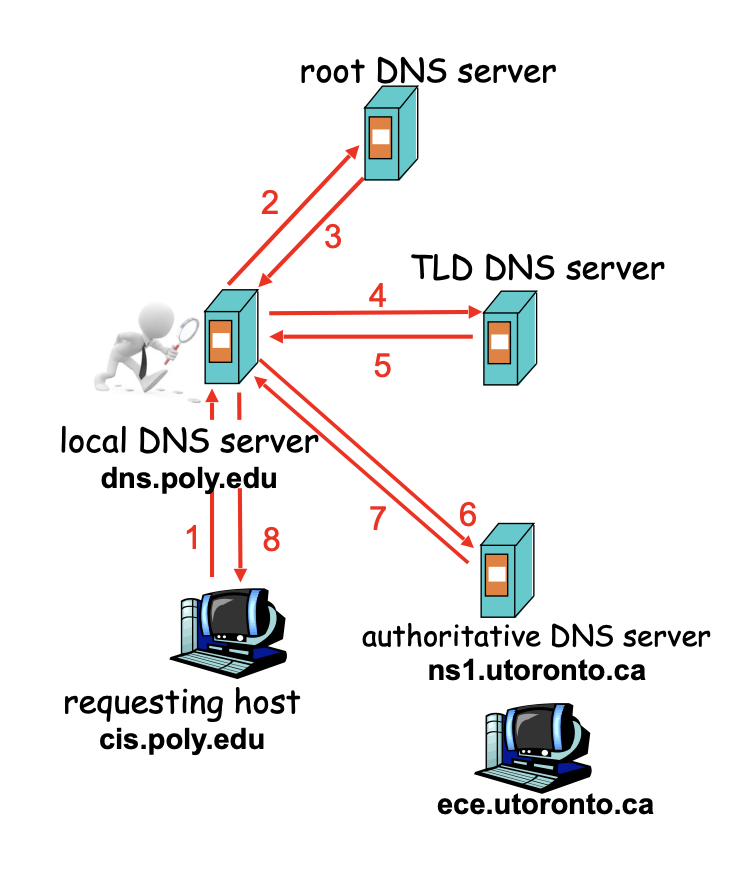 root DNS server
2
3
TLD DNS server
4
5
local DNS server
dns.poly.edu
1
8
7
6
authoritative DNS server
ns1.utoronto.ca
requesting host
cis.poly.edu
ece.utoronto.ca